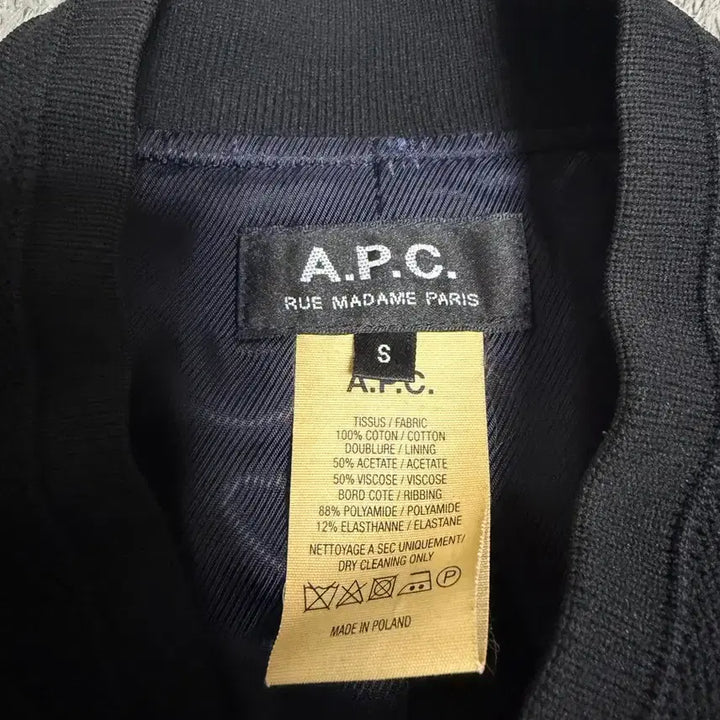 A.P.C.
RUE MADAME PARIS
S
A.P.C.
TISSUS / FABRIC
100% COTON / COTTON
DOUBLURE / LINING
50% ACETATE / ACETATE
50% VISCOSE / VISCOSE
BORD COTE / RIBBING
88% POLYAMIDE / POLYAMIDE
12% ELASTHANNE / ELASTANE
NETTOYAGE A SEC UNIQUEMENT/
DRY CLEANING ONLY
P
MADE IN POLAND